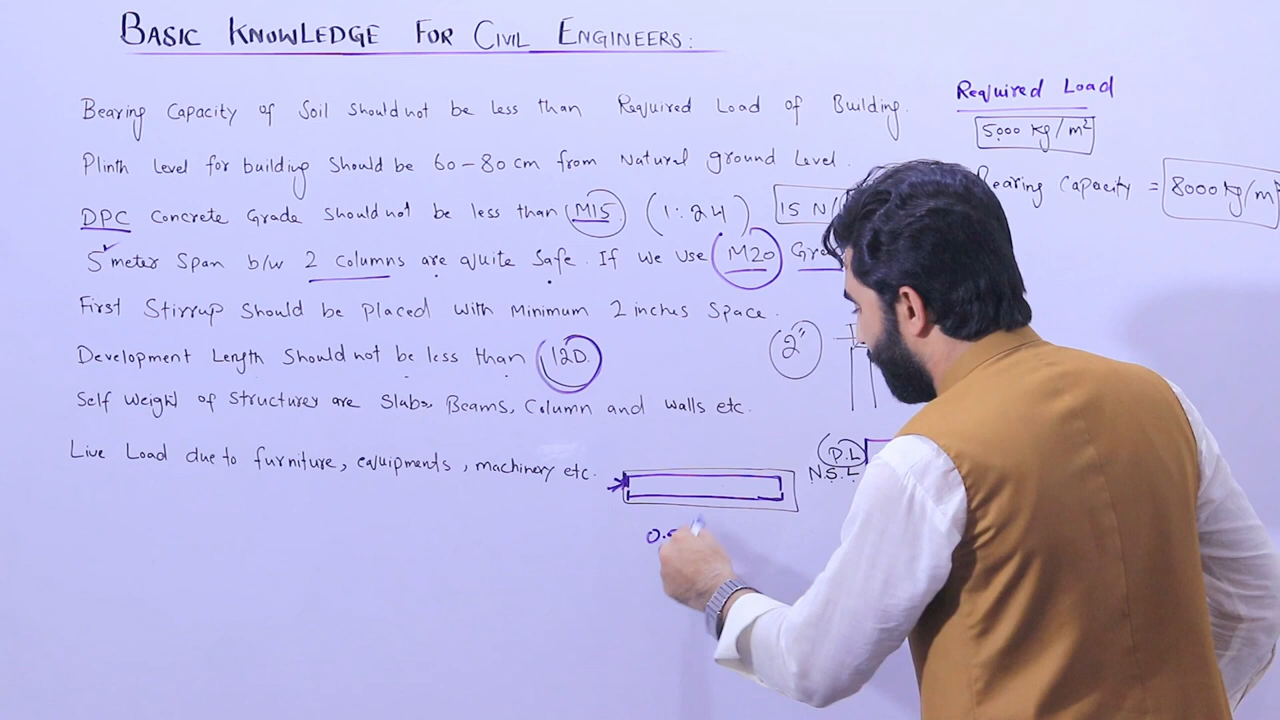 BASIC KNOWLEDGE FOR CIVIL ENGINEERS:
Bearing Capacity of Soil should not be less than Required Load of Building.
Plinth level for building should be 60-80 cm from Natural ground Level.
DPC Concrete Grade should not be less than M15 (1:24) 15 N/
5 meter Span b/w 2 columns are quite Safe. If we use M20 Gra
First Stirrup should be placed with Minimum 2 inches Space.
Development Length should not be less than 12D.
Self Weight of Structures are Slabs, Beams, Column and walls etc.
Live Load due to furniture, equipments, machinery etc.
Required Load
5000 Kg/m²
Bearing Capacity = 8000 Kg/m²
2"
D.L
N.S.L